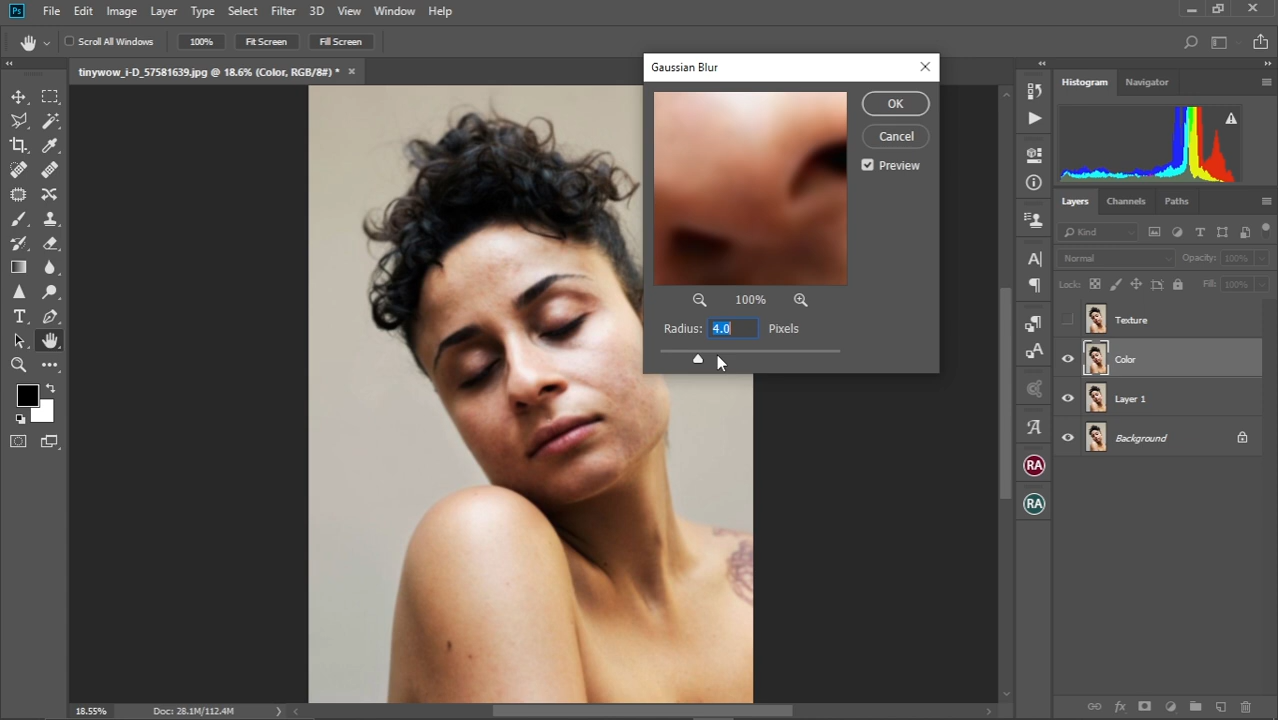 Ps File Edit Image Layer Type Select Filter 3D View Window Help
Scroll All Windows 100% Fit Screen Fill Screen
tinywow_i-D_57581639.jpg @ 18.6% (Color, RGB/8#) * ×
Gaussian Blur
OK
Cancel
Preview
100%
Radius: 4.0 Pixels
Histogram Navigator
Layers Channels Paths
Kind
Normal Opacity: 100%
Lock: Fill: 100%
Texture
Color
Layer 1
Background
RA
RA
18.55% Doc: 28.1M/112.4M